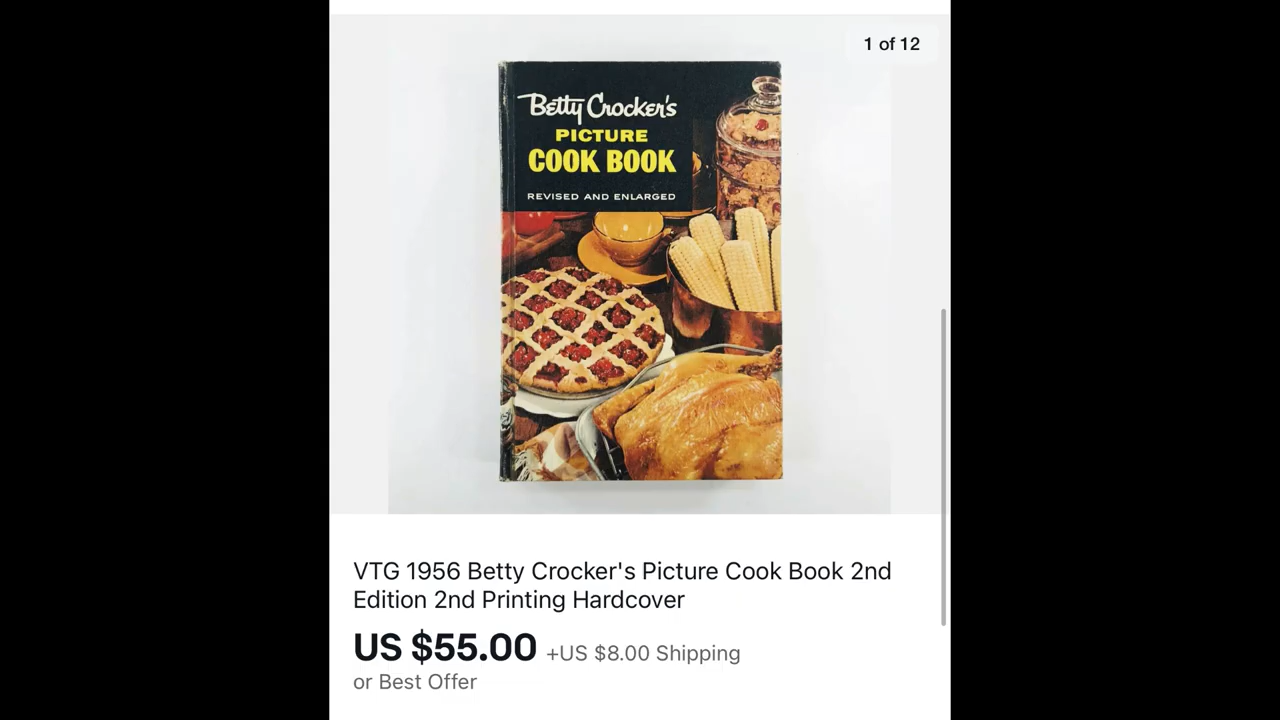 1 of 12
Betty Crocker's
PICTURE
COOK BOOK
REVISED AND ENLARGED
VTG 1956 Betty Crocker's Picture Cook Book 2nd
Edition 2nd Printing Hardcover
US $55.00 +US $8.00 Shipping
or Best Offer